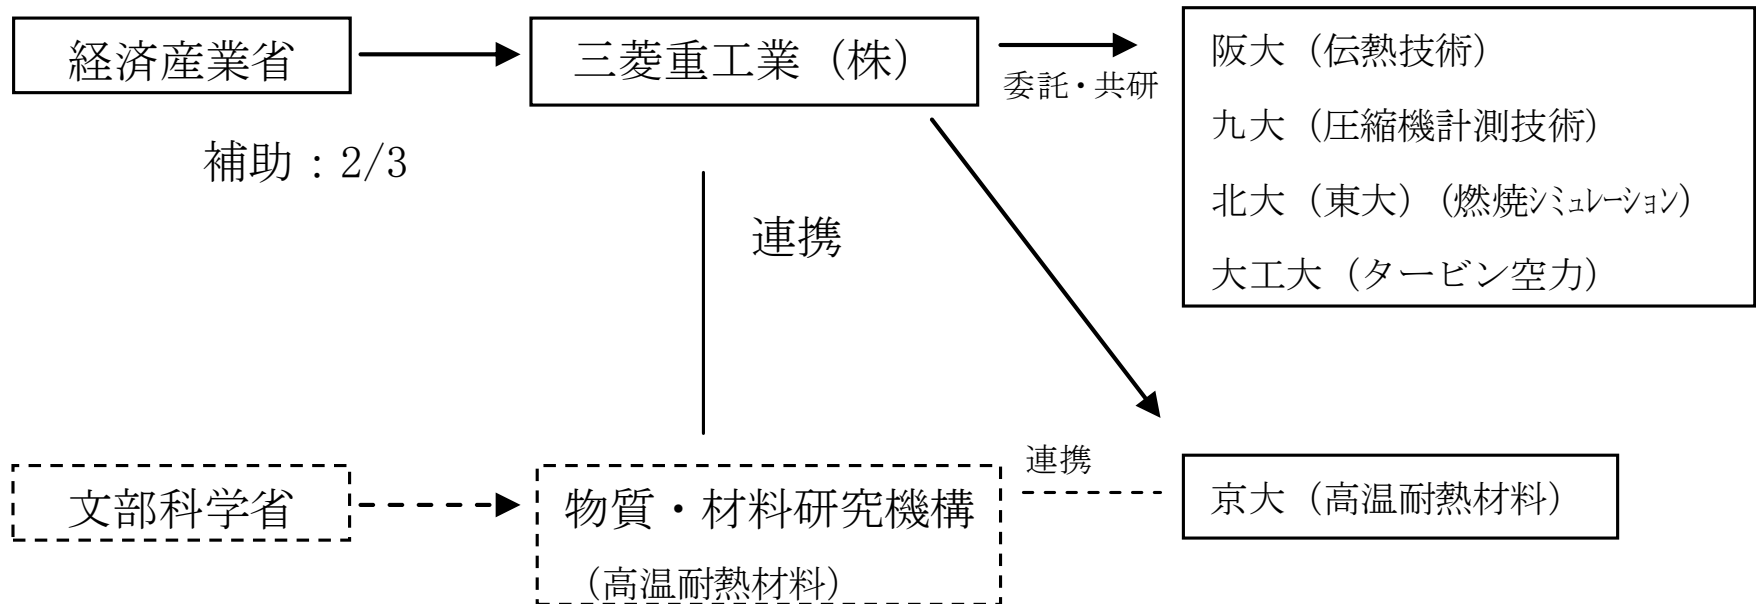 経済産業省
三菱重工業（株）
委託・共研
阪大（伝熱技術）
九大（圧縮機計測技術）
北大（東大）（燃焼ｼﾐｭﾚｰｼｮﾝ）
大工大（タービン空力）
補助：2/3
連携
文部科学省
物質・材料研究機構
（高温耐熱材料）
連携
京大（高温耐熱材料）